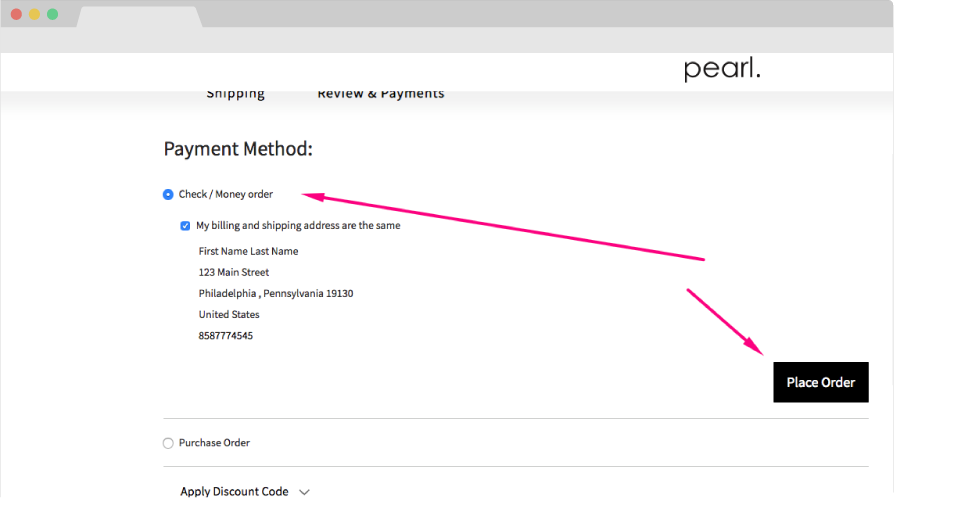 pearl.
Shipping Review & Payments
Payment Method:
Check / Money order
My billing and shipping address are the same
First Name Last Name
123 Main Street
Philadelphia , Pennsylvania 19130
United States
8587774545
Place Order
Purchase Order
Apply Discount Code